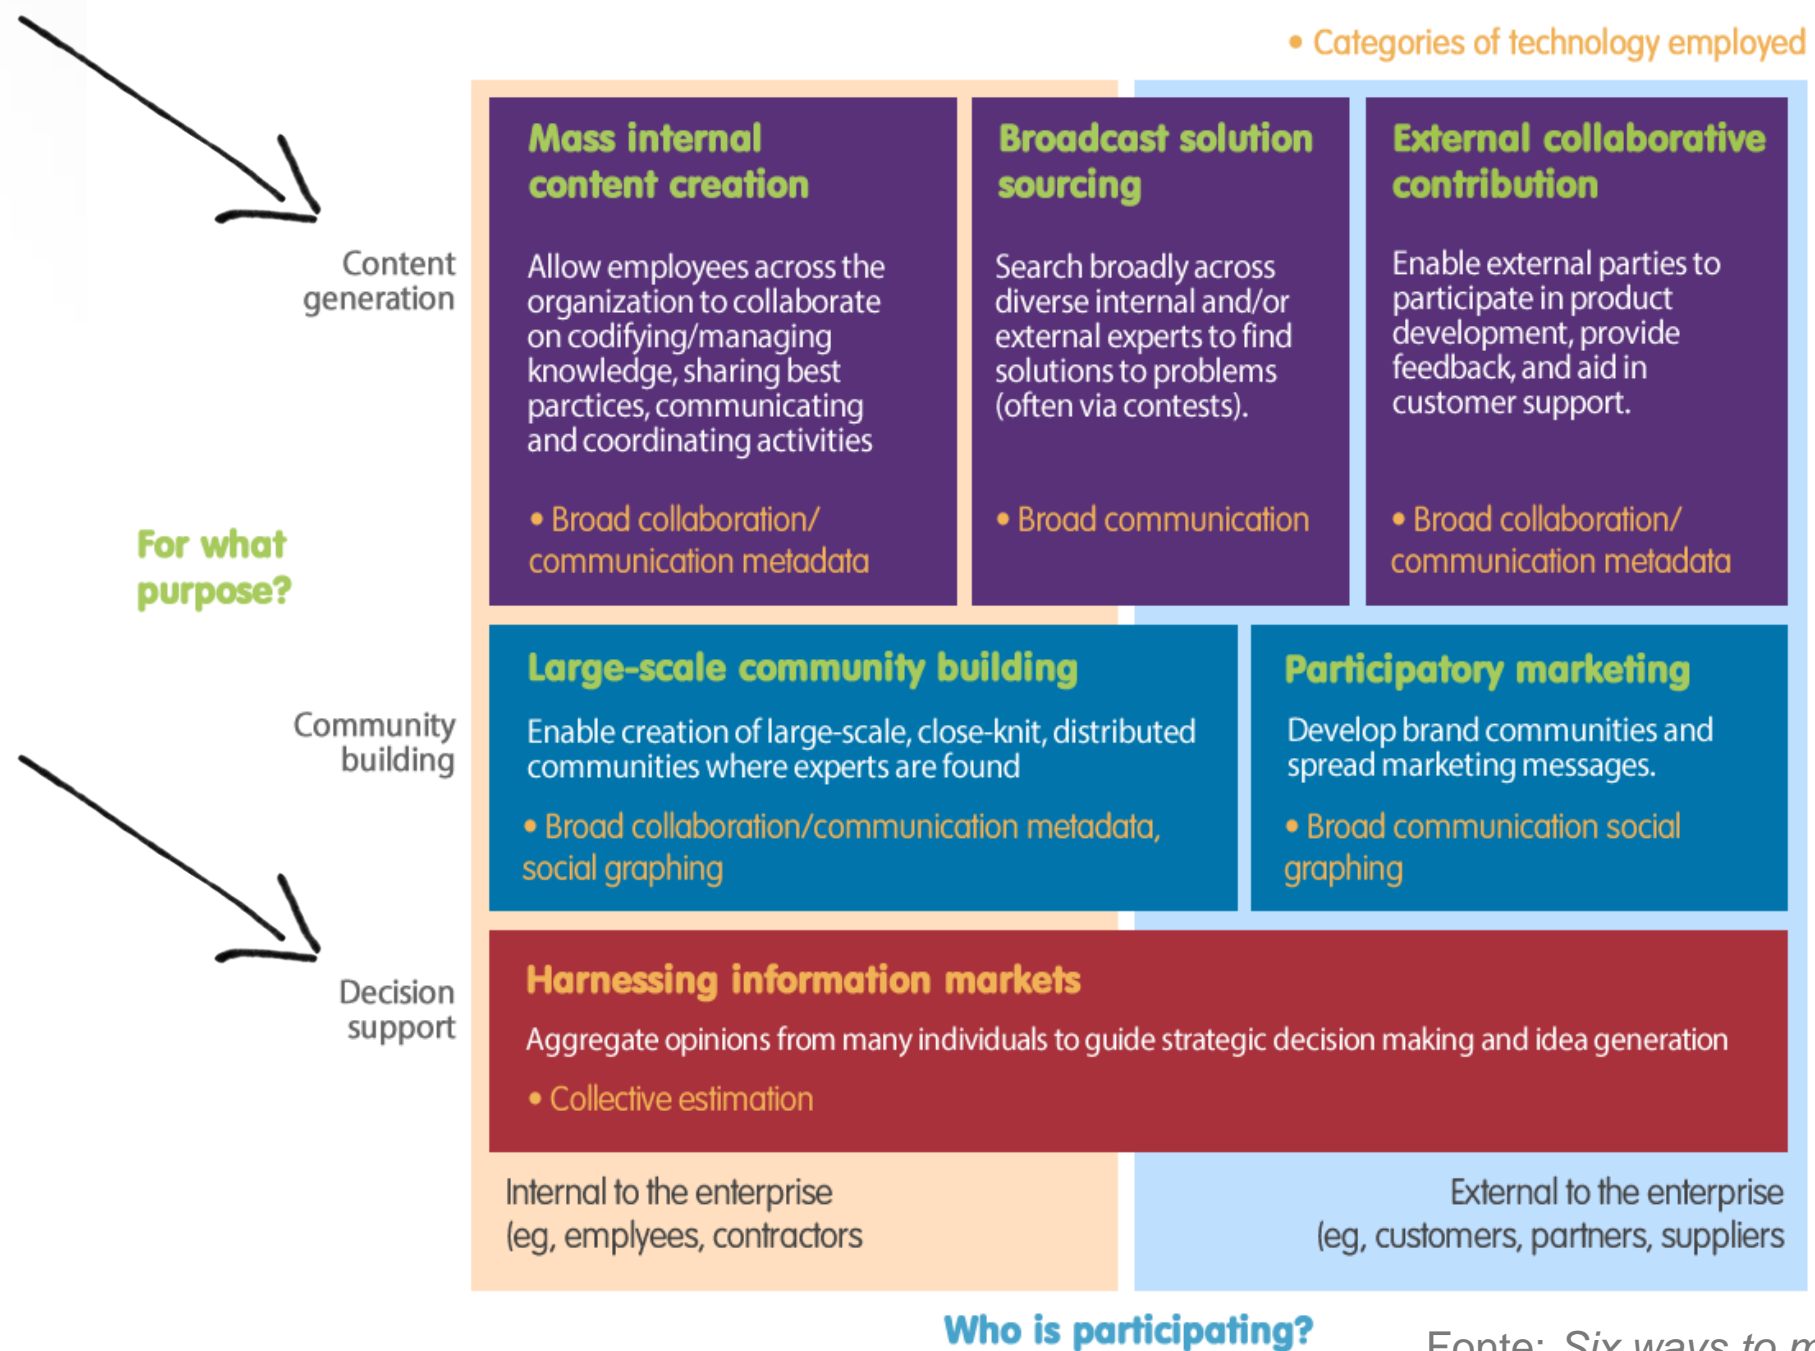 • Categories of technology employed
Mass internal
content creation
Allow employees across the
organization to collaborate
on codifying/managing
knowledge, sharing best
parctices, communicating
and coordinating activities
• Broad collaboration/
communication metadata
Broadcast solution
sourcing
Search broadly across
diverse internal and/or
external experts to find
solutions to problems
(often via contests).
• Broad communication
External collaborative
contribution
Enable external parties to
participate in product
development, provide
feedback, and aid in
customer support.
• Broad collaboration/
communication metadata
Content
generation
For what
purpose?
Community
building
Large-scale community building
Enable creation of large-scale, close-knit, distributed
communities where experts are found
• Broad collaboration/communication metadata,
social graphing
Participatory marketing
Develop brand communities and
spread marketing messages.
• Broad communication social
graphing
Decision
support
Harnessing information markets
Aggregate opinions from many individuals to guide strategic decision making and idea generation
• Collective estimation
Internal to the enterprise
(eg, emplyees, contractors
External to the enterprise
(eg, customers, partners, suppliers
Who is participating?
Fonte: Six ways to